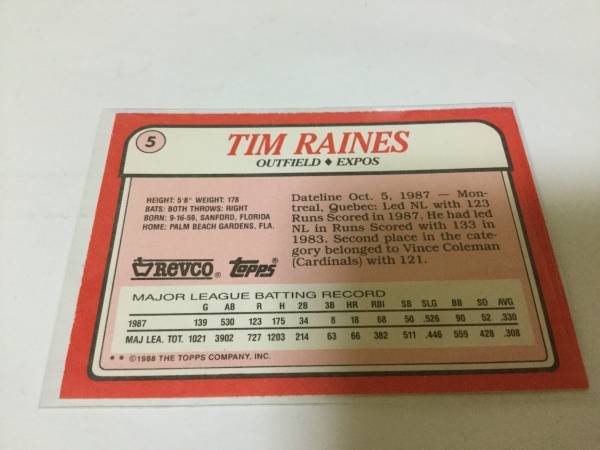 5
TIM RAINES
OUTFIELD ♦ EXPOS
HEIGHT: 5'8" WEIGHT: 178
BATS: BOTH THROWS: RIGHT
BORN: 9-16-59, SANFORD, FLORIDA
HOME: PALM BEACH GARDENS, FLA.
Dateline Oct. 5, 1987 — Mon-
treal, Quebec: Led NL with 123
Runs Scored in 1987. He had led
NL in Runs Scored with 133 in
1983. Second place in the cate-
gory belonged to Vince Coleman
(Cardinals) with 121.
REVCO® Topps®
MAJOR LEAGUE BATTING RECORD
G AB R H 2B 3B HR RBI SB SLG BB SO AVG
1987 139 530 123 175 34 8 18 68 50 .526 90 52 .330
MAJ LEA. TOT. 1021 3902 727 1203 214 63 66 382 511 .446 559 428 .308
** ©1988 THE TOPPS COMPANY, INC.